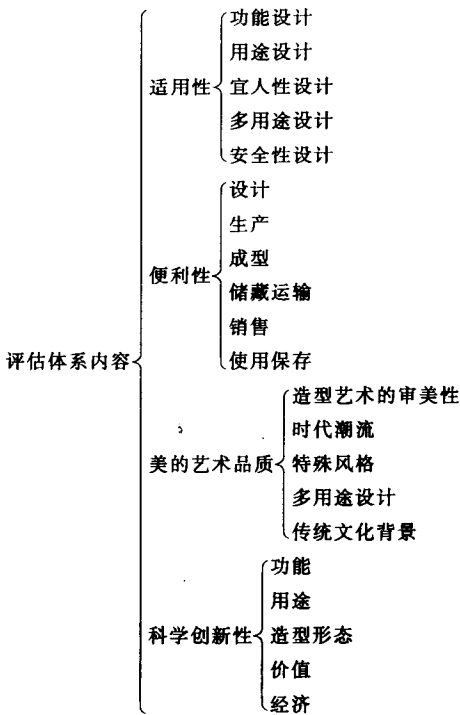 功能设计
用途设计
适用性 宜人性设计
多用途设计
安全性设计
设计
生产
成型
便利性 储藏运输
销售
评估体系内容 使用保存
造型艺术的审美性
时代潮流
美的艺术品质 特殊风格
多用途设计
传统文化背景
功能
用途
科学创新性 造型形态
价值
经济